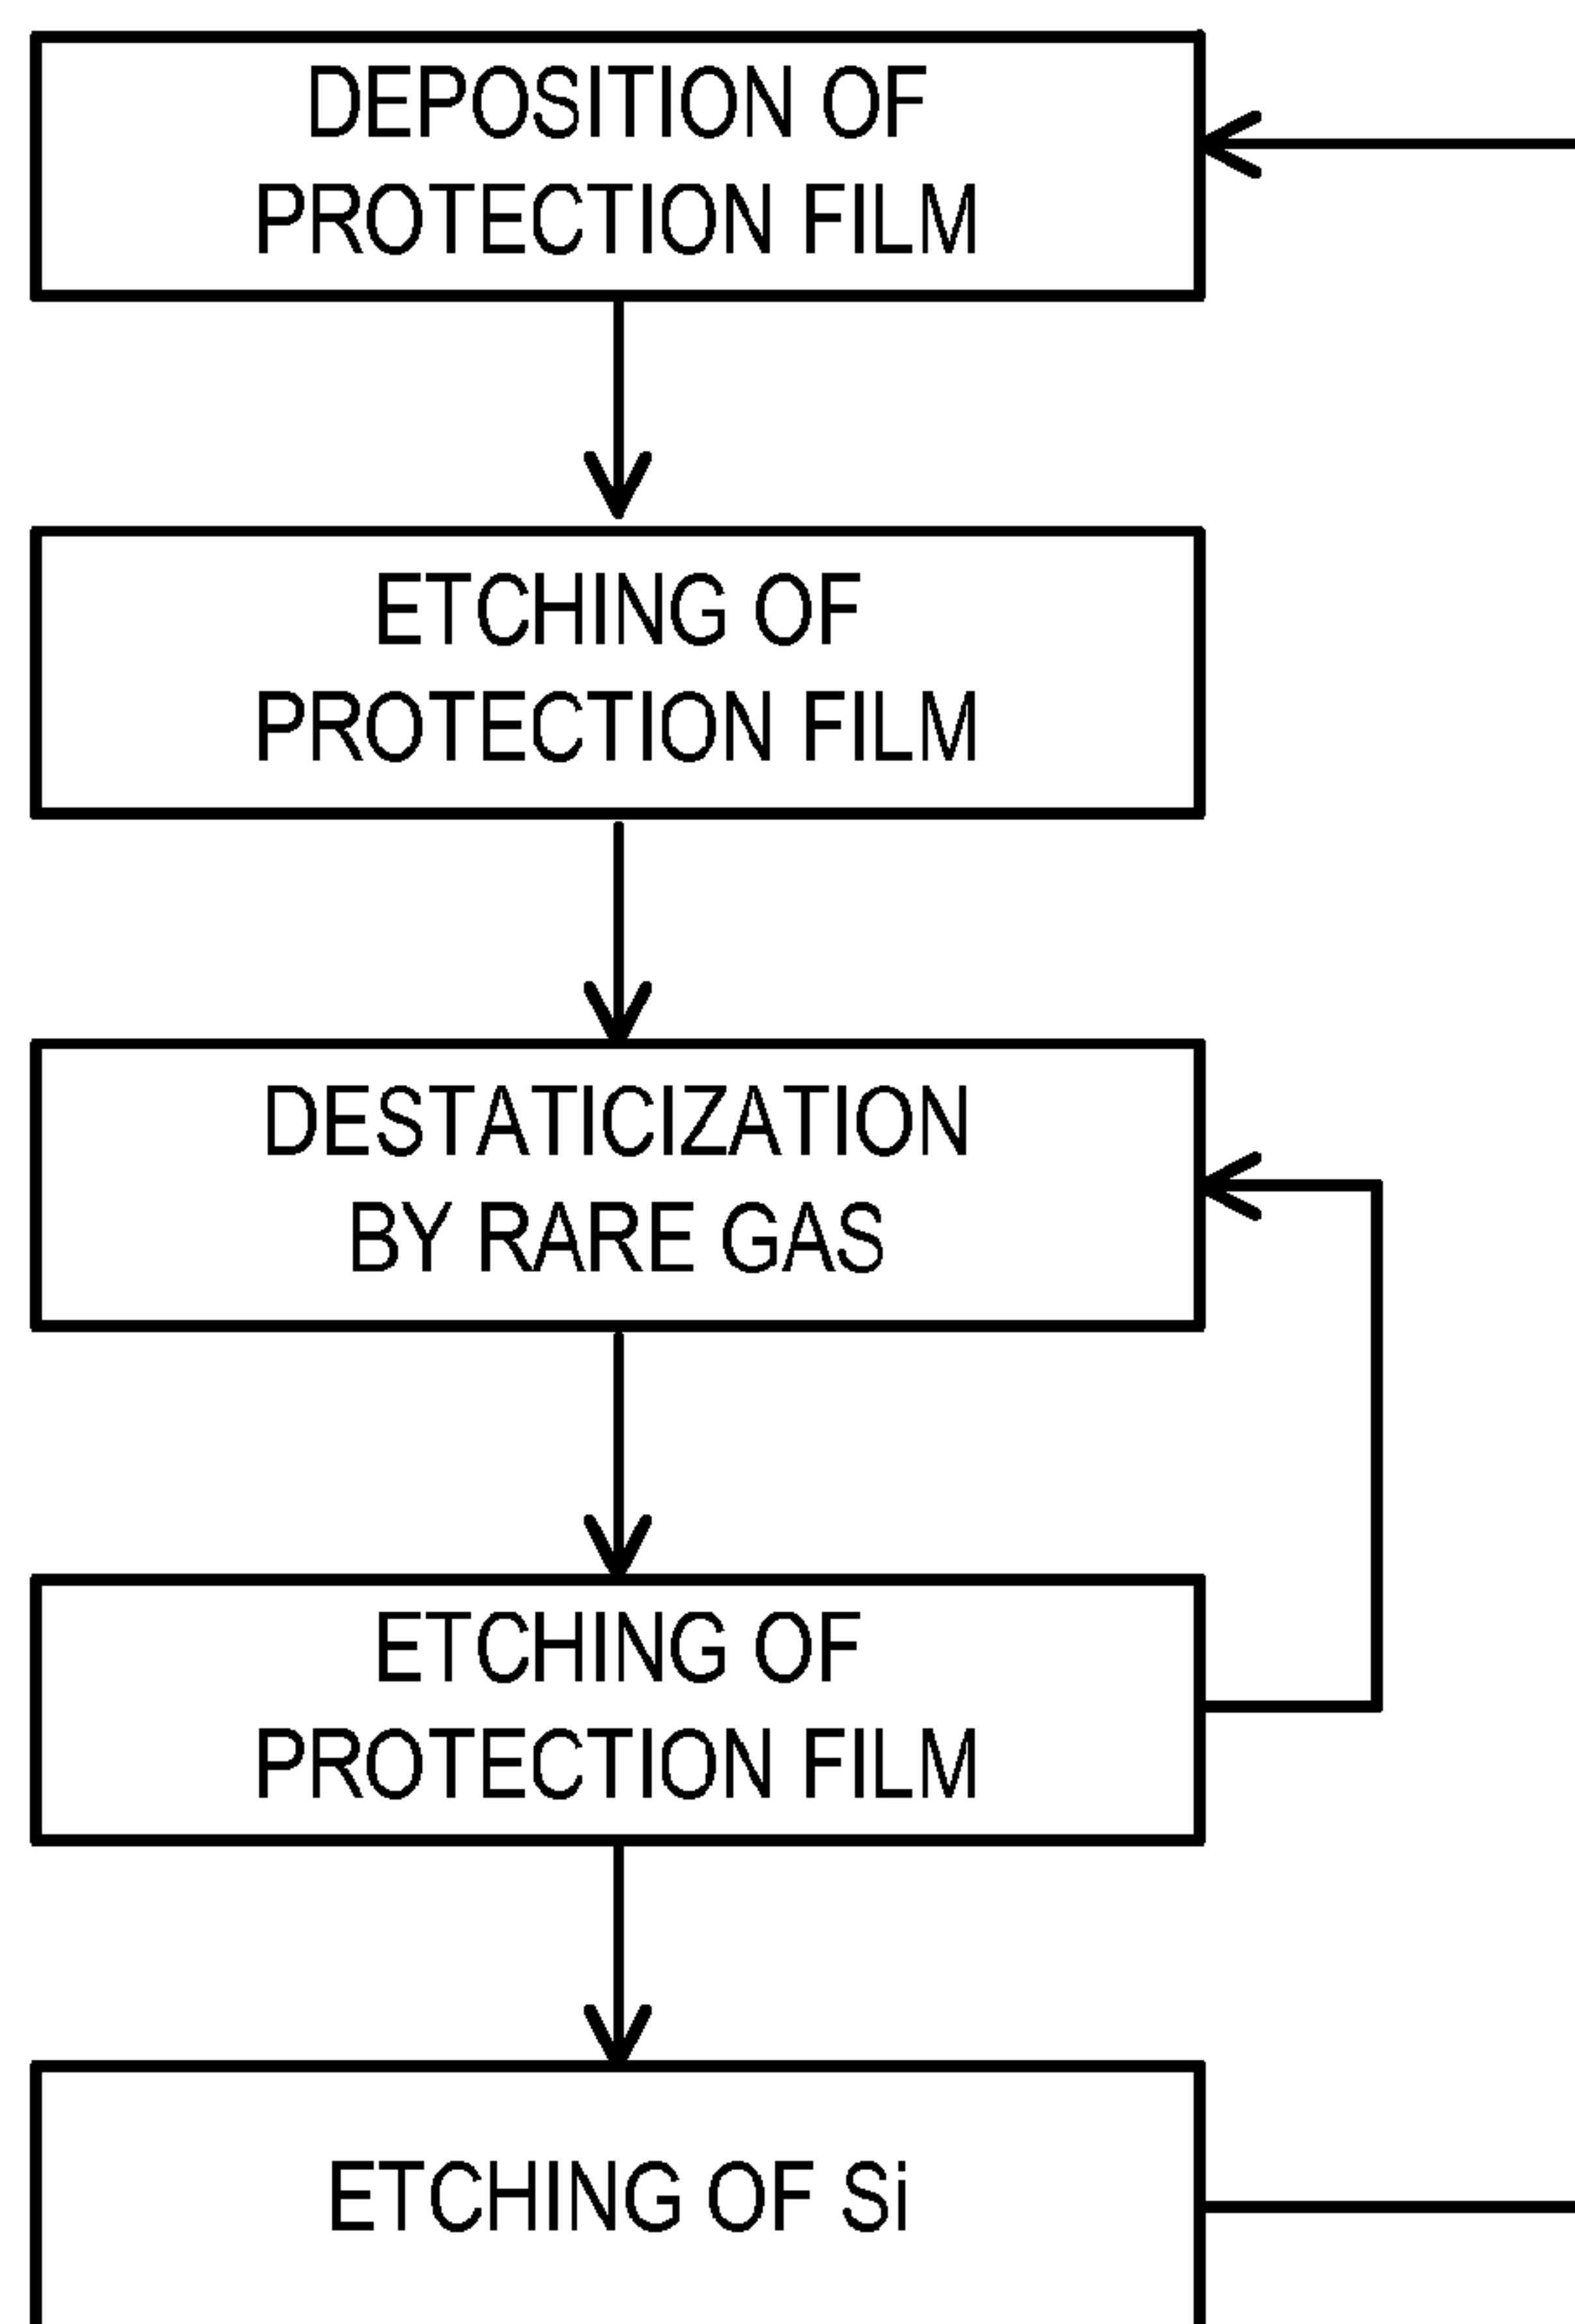 DEPOSITION OF
PROTECTION FILM
ETCHING OF
PROTECTION FILM
DESTATICIZATION
BY RARE GAS
ETCHING OF
PROTECTION FILM
ETCHING OF Si